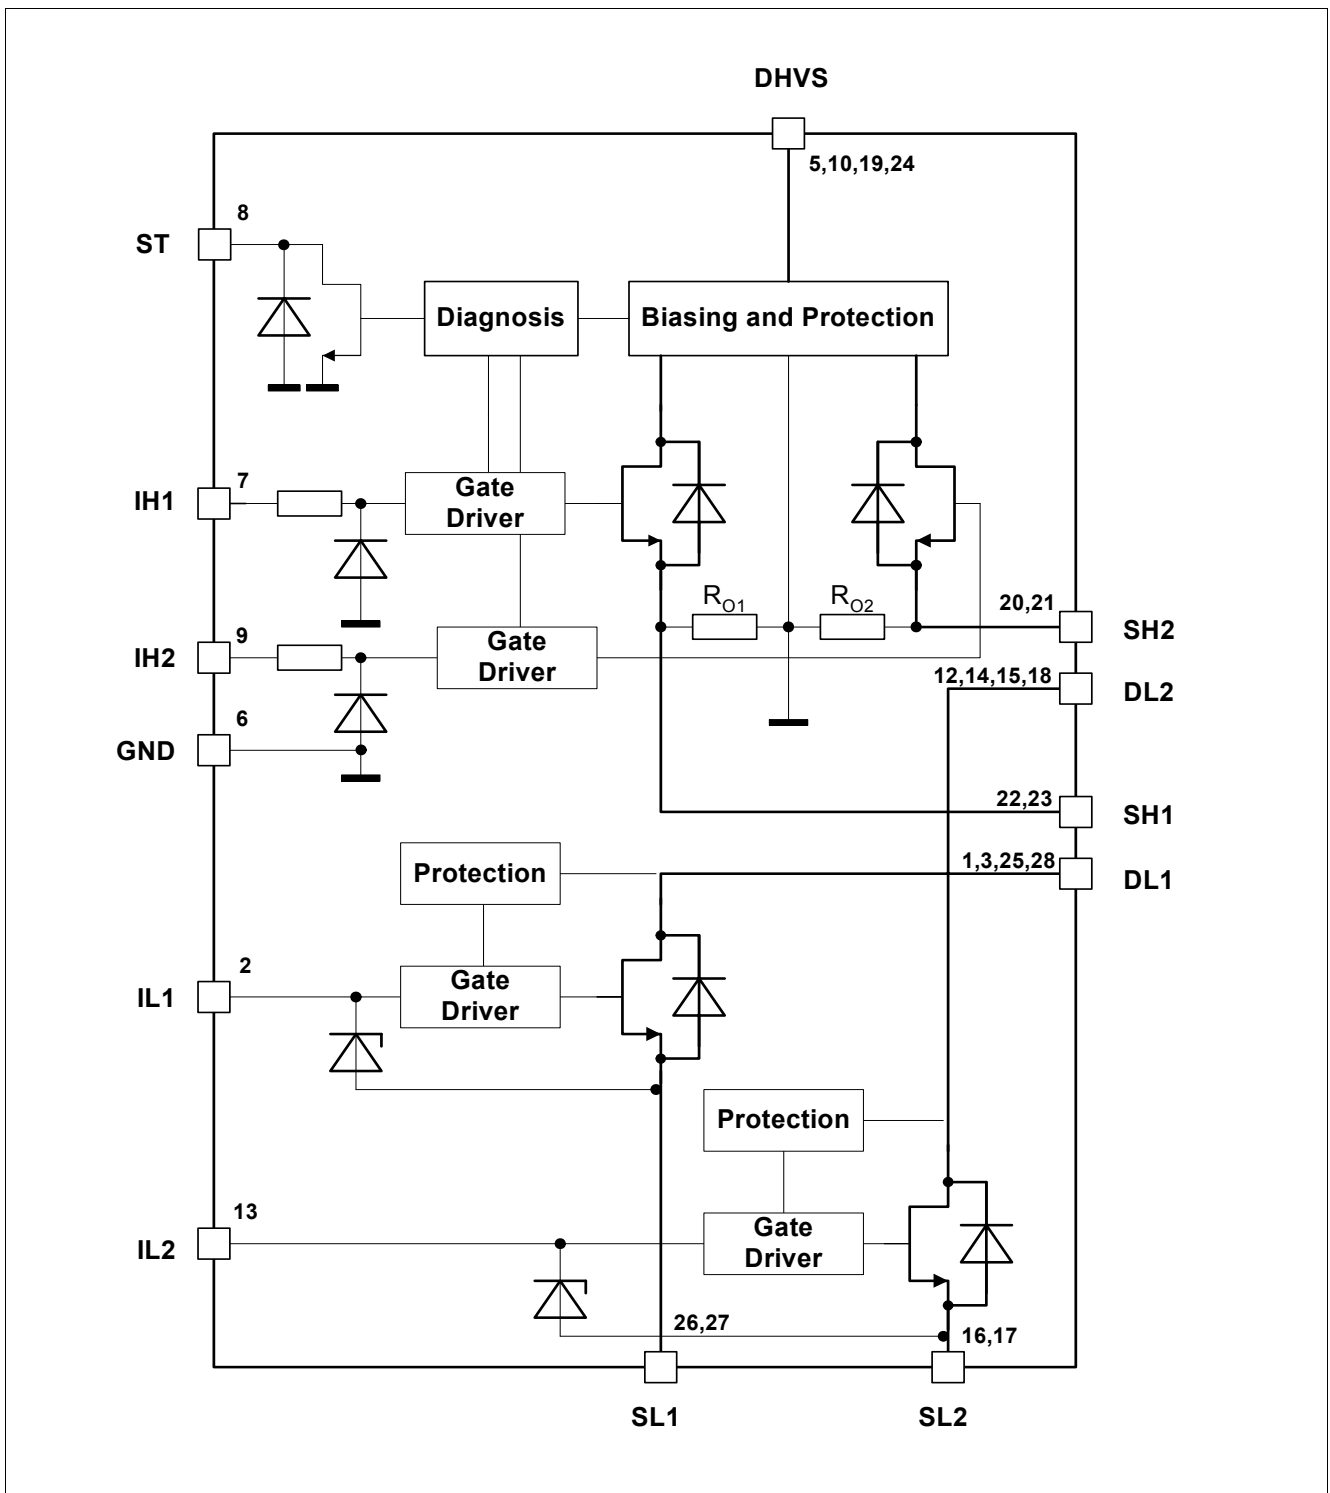 DHVS
5,10,19,24
8
ST
Diagnosis
Biasing and Protection
7
IH1
Gate
Driver
RO1
RO2
20,21
SH2
9
IH2
Gate
Driver
12,14,15,18
DL2
6
GND
22,23
SH1
Protection
1,3,25,28
DL1
2
IL1
Gate
Driver
Protection
13
IL2
Gate
Driver
26,27
16,17
SL1
SL2